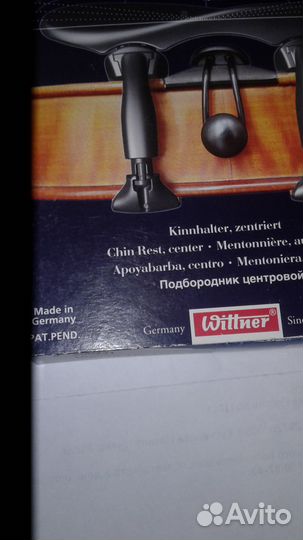 Kinnhalter, zentriert
Chin Rest, center · Mentonnière,
Apoyabarba, centro · Mentoniera,
Подбородник центровой
Made in
Germany
PAT.PEND.
Germany Wittner® Sinc
Avito